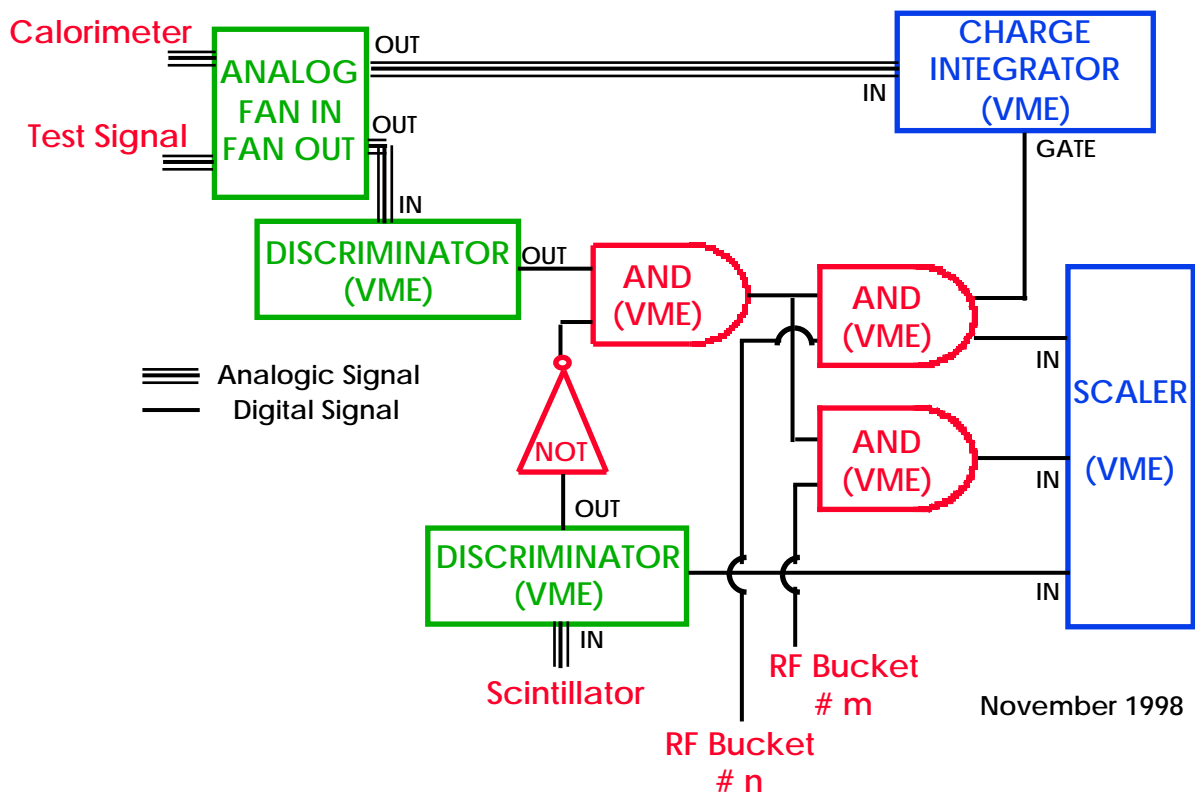 Calorimeter
Test Signal
ANALOG
FAN IN
FAN OUT
OUT
OUT
IN
CHARGE
INTEGRATOR
(VME)
IN
GATE
DISCRIMINATOR
(VME)
OUT
AND
(VME)
AND
(VME)
IN
SCALER
(VME)
Analogic Signal
Digital Signal
NOT
AND
(VME)
IN
OUT
DISCRIMINATOR
(VME)
IN
IN
Scintillator
RF Bucket
# m
RF Bucket
# n
November 1998